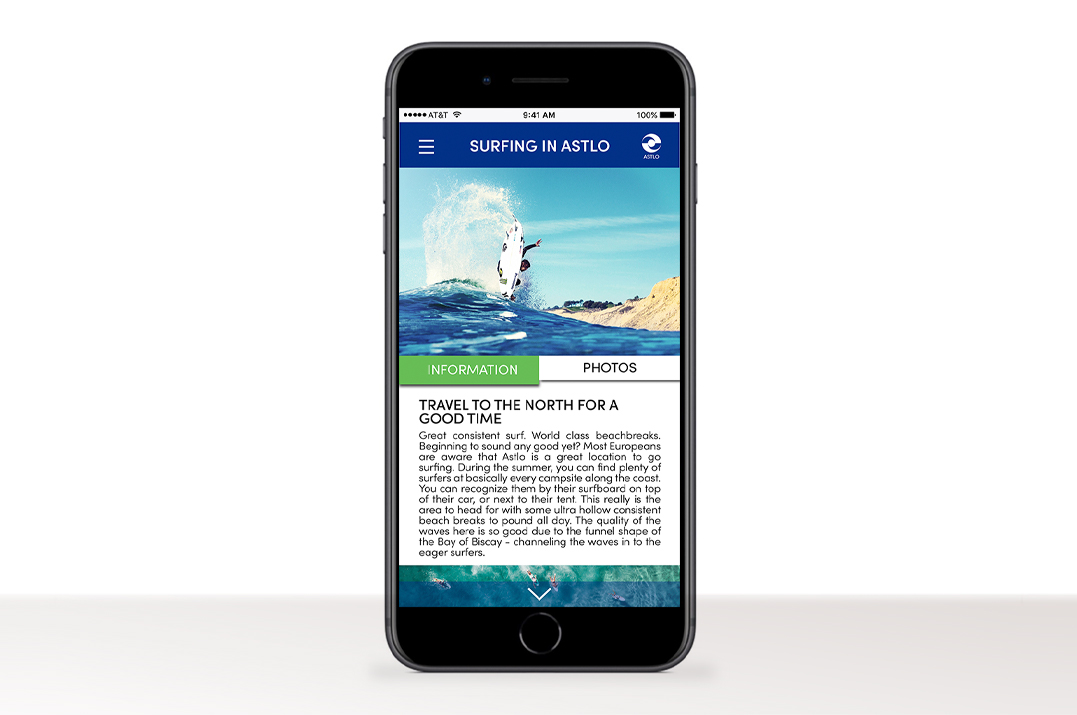 AT&T 9:41 AM 100%
SURFING IN ASTLO
ASTLO
INFORMATION PHOTOS
TRAVEL TO THE NORTH FOR A
GOOD TIME
Great consistent surf. World class beachbreaks.
Beginning to sound any good yet? Most Europeans
are aware that Astlo is a great location to go
surfing. During the summer, you can find plenty of
surfers at basically every campsite along the coast.
You can recognize them by their surfboard on top
of their car, or next to their tent. This really is the
area to head for with some ultra hollow consistent
beach breaks to pound all day. The quality of the
waves here is so good due to the funnel shape of
the Bay of Biscay - channeling the waves in to the
eager surfers.